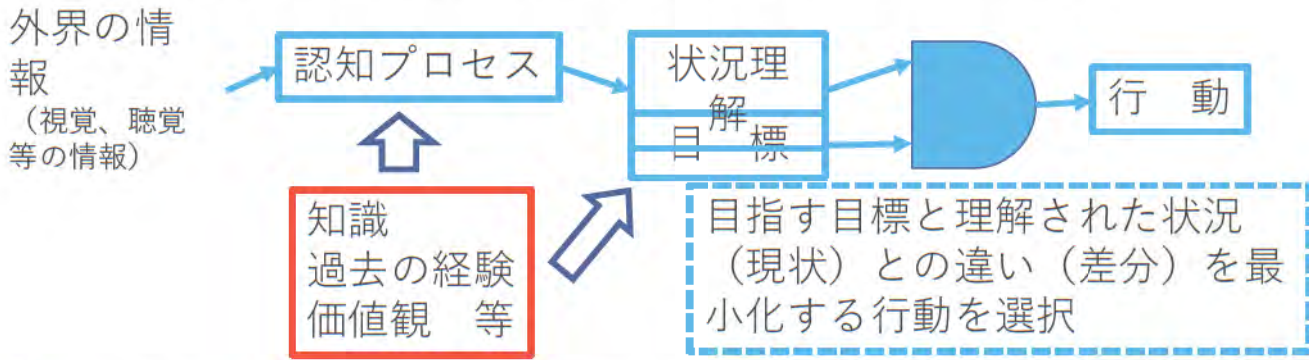 外界の情
報
(視覚、聴覚
等の情報)
認知プロセス
状況理
解
目 標
行 動
知識
過去の経験
価値観 等
目指す目標と理解された状況
(現状)との違い(差分)を最
小化する行動を選択